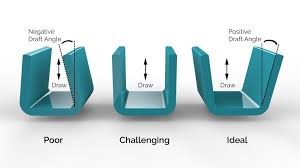 Negative
Draft Angle
Positive
Draft Angle
Draw
Draw
Draw
Poor
Challenging
Ideal